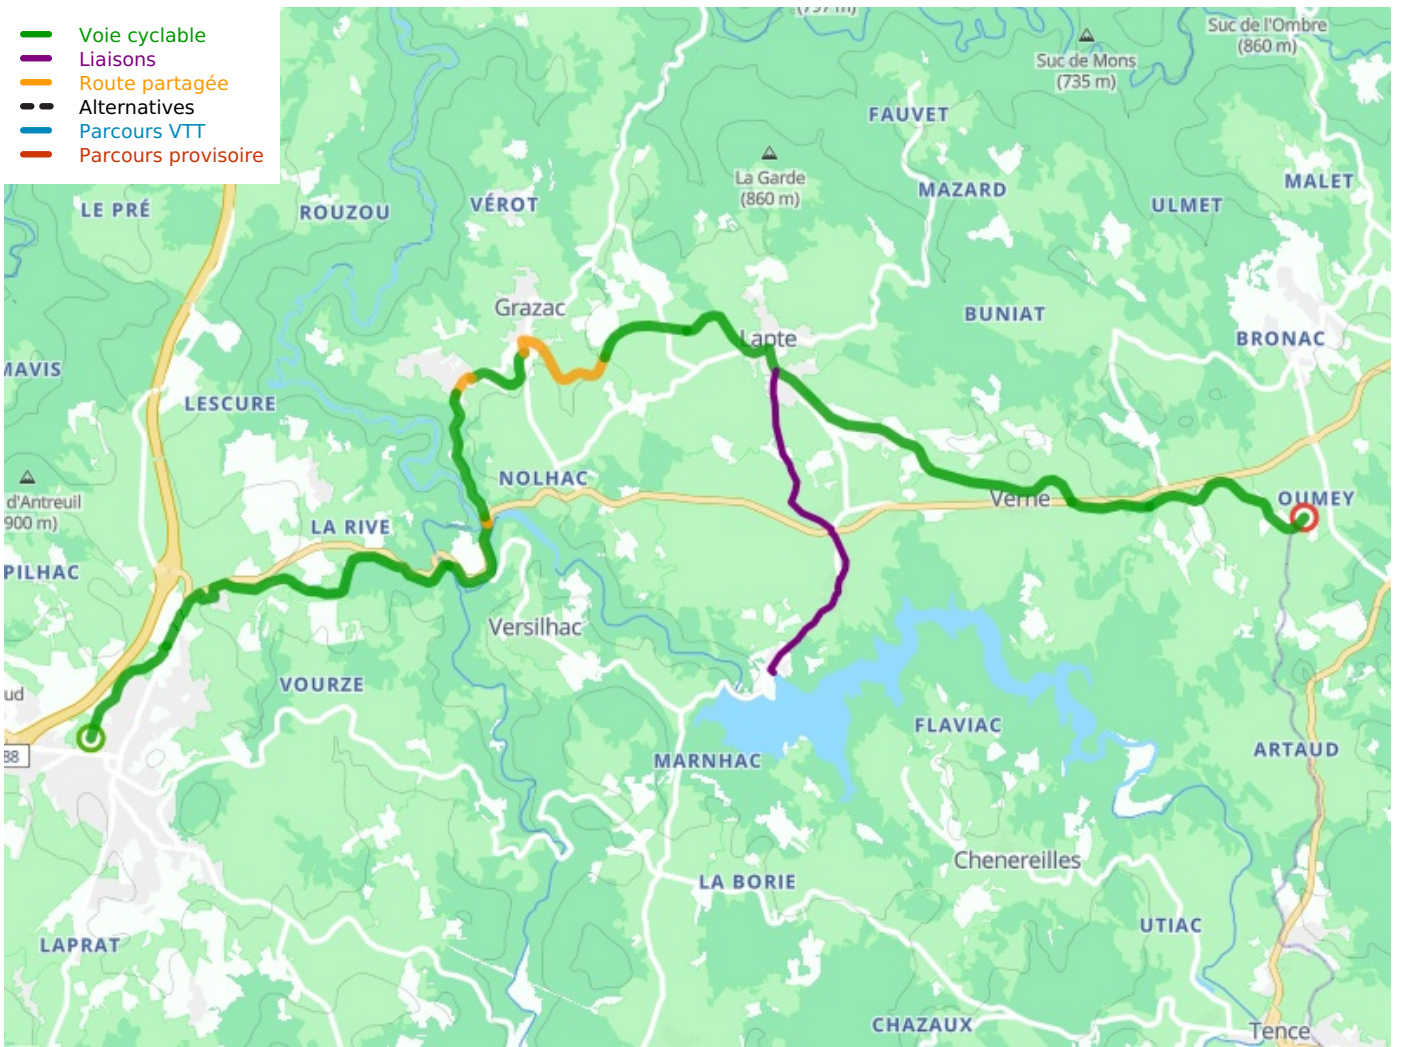 Voie cyclable
Liaisons
Route partagée
Alternatives
Parcours VTT
Parcours provisoire
Suc de l'Ombre
(860 m)
Suc de Mons
(735 m)
FAUVET
La Garde
(860 m)
MAZARD
MALET
ULMET
LE PRÉ
ROUZOU
VÉROT
Grazac
BUNIAT
Lapte
BRONAC
MAVIS
LESCURE
NOLHAC
Verne
OUMEY
d'Antreuil
900 m)
LA RIVE
PILHAC
Versilhac
ud
VOURZE
FLAVIAC
88
MARNHAC
ARTAUD
Chenereilles
LA BORIE
UTIAC
LAPRAT
CHAZAUX
Tence